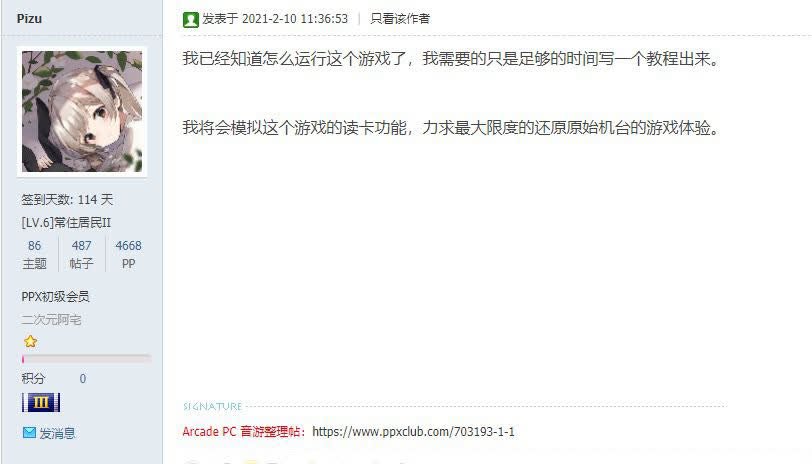 Pizu
发表于 2021-2-10 11:36:53 | 只看该作者
我已经知道怎么运行这个游戏了，我需要的只是足够的时间写一个教程出来。
我将会模拟这个游戏的读卡功能，力求最大限度的还原原始机台的游戏体验。
签到天数: 114 天
[LV.6]常住居民II
86 487 4668
主题 帖子 PP
PPX初级会员
二次元阿宅
积分 0
III
发消息
SIGNATURE
Arcade PC 音游整理帖：https://www.ppxclub.com/703193-1-1